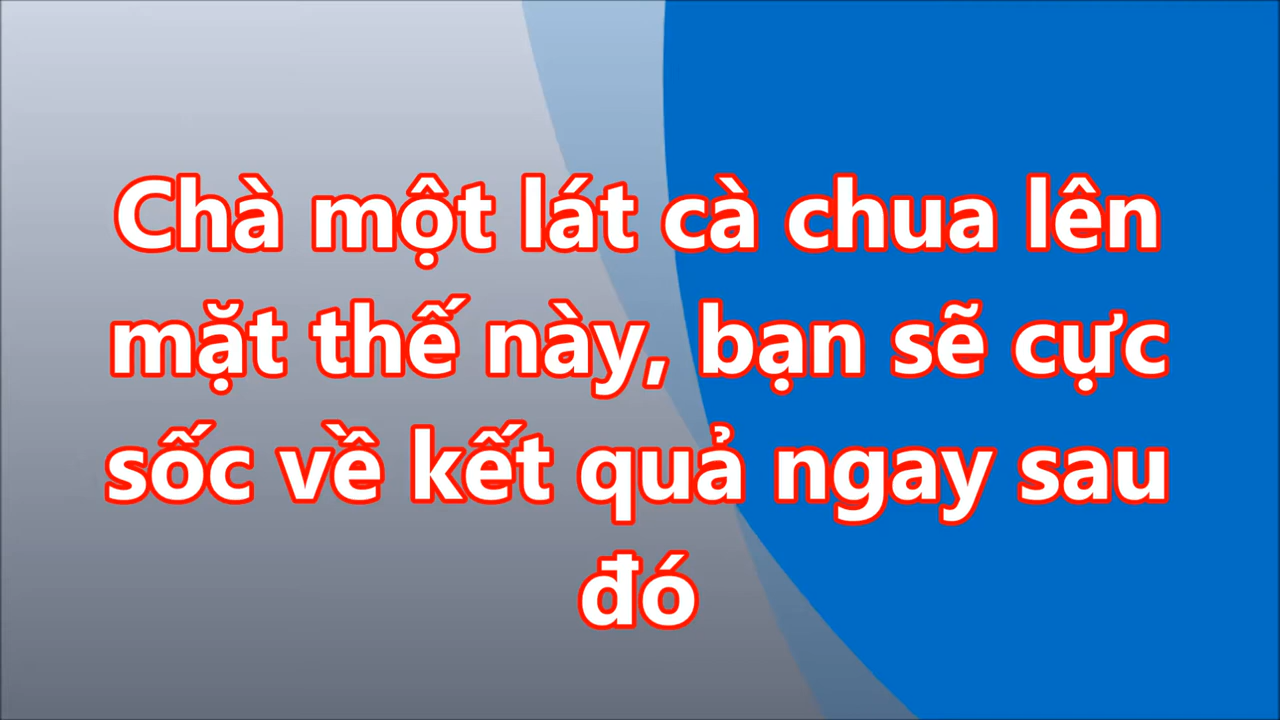 Chà một lát cà chua lên
mặt thế này, bạn sẽ cực
sốc về kết quả ngay sau
đó